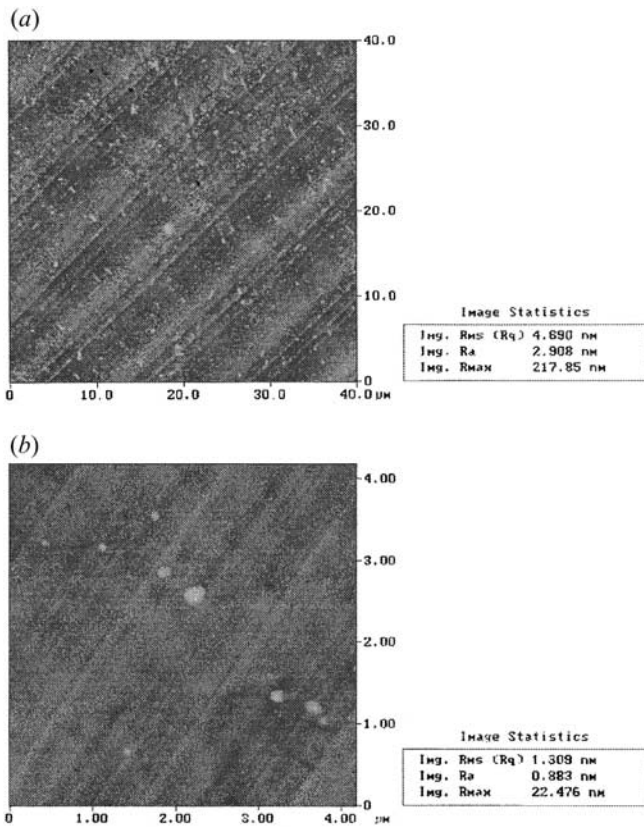 (a)
40.0
30.0
20.0
10.0
0
0 10.0 20.0 30.0 40.0 µm
Image Statistics
Img. Rms (Rq) 4.690 nm
Img. Ra 2.908 nm
Img. Rmax 217.85 nm
(b)
4.00
3.00
2.00
1.00
0
0 1.00 2.00 3.00 4.00 µm
Image Statistics
Img. Rms (Rq) 1.309 nm
Img. Ra 0.883 nm
Img. Rmax 22.476 nm